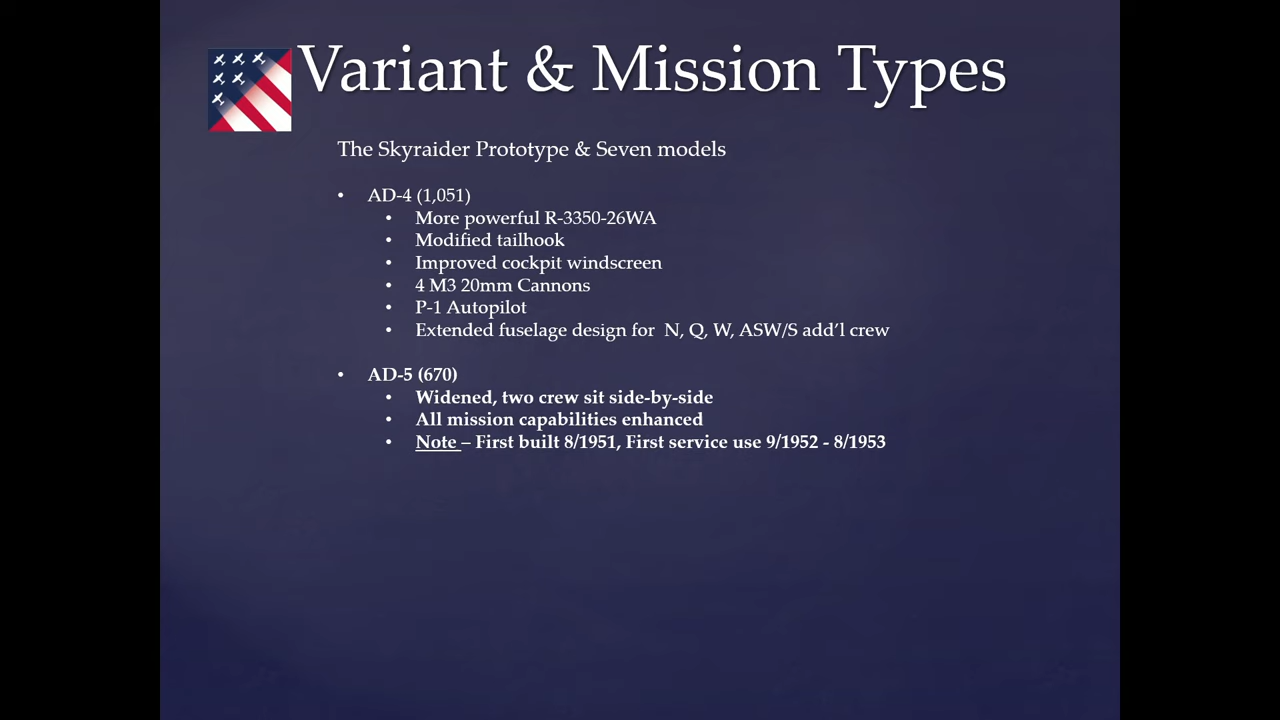 Variant & Mission Types
The Skyraider Prototype & Seven models
• AD-4 (1,051)
• More powerful R-3350-26WA
• Modified tailhook
• Improved cockpit windscreen
• 4 M3 20mm Cannons
• P-1 Autopilot
• Extended fuselage design for  N, Q, W, ASW/S add’l crew
• AD-5 (670)
• Widened, two crew sit side-by-side
• All mission capabilities enhanced
• Note – First built 8/1951, First service use 9/1952 - 8/1953